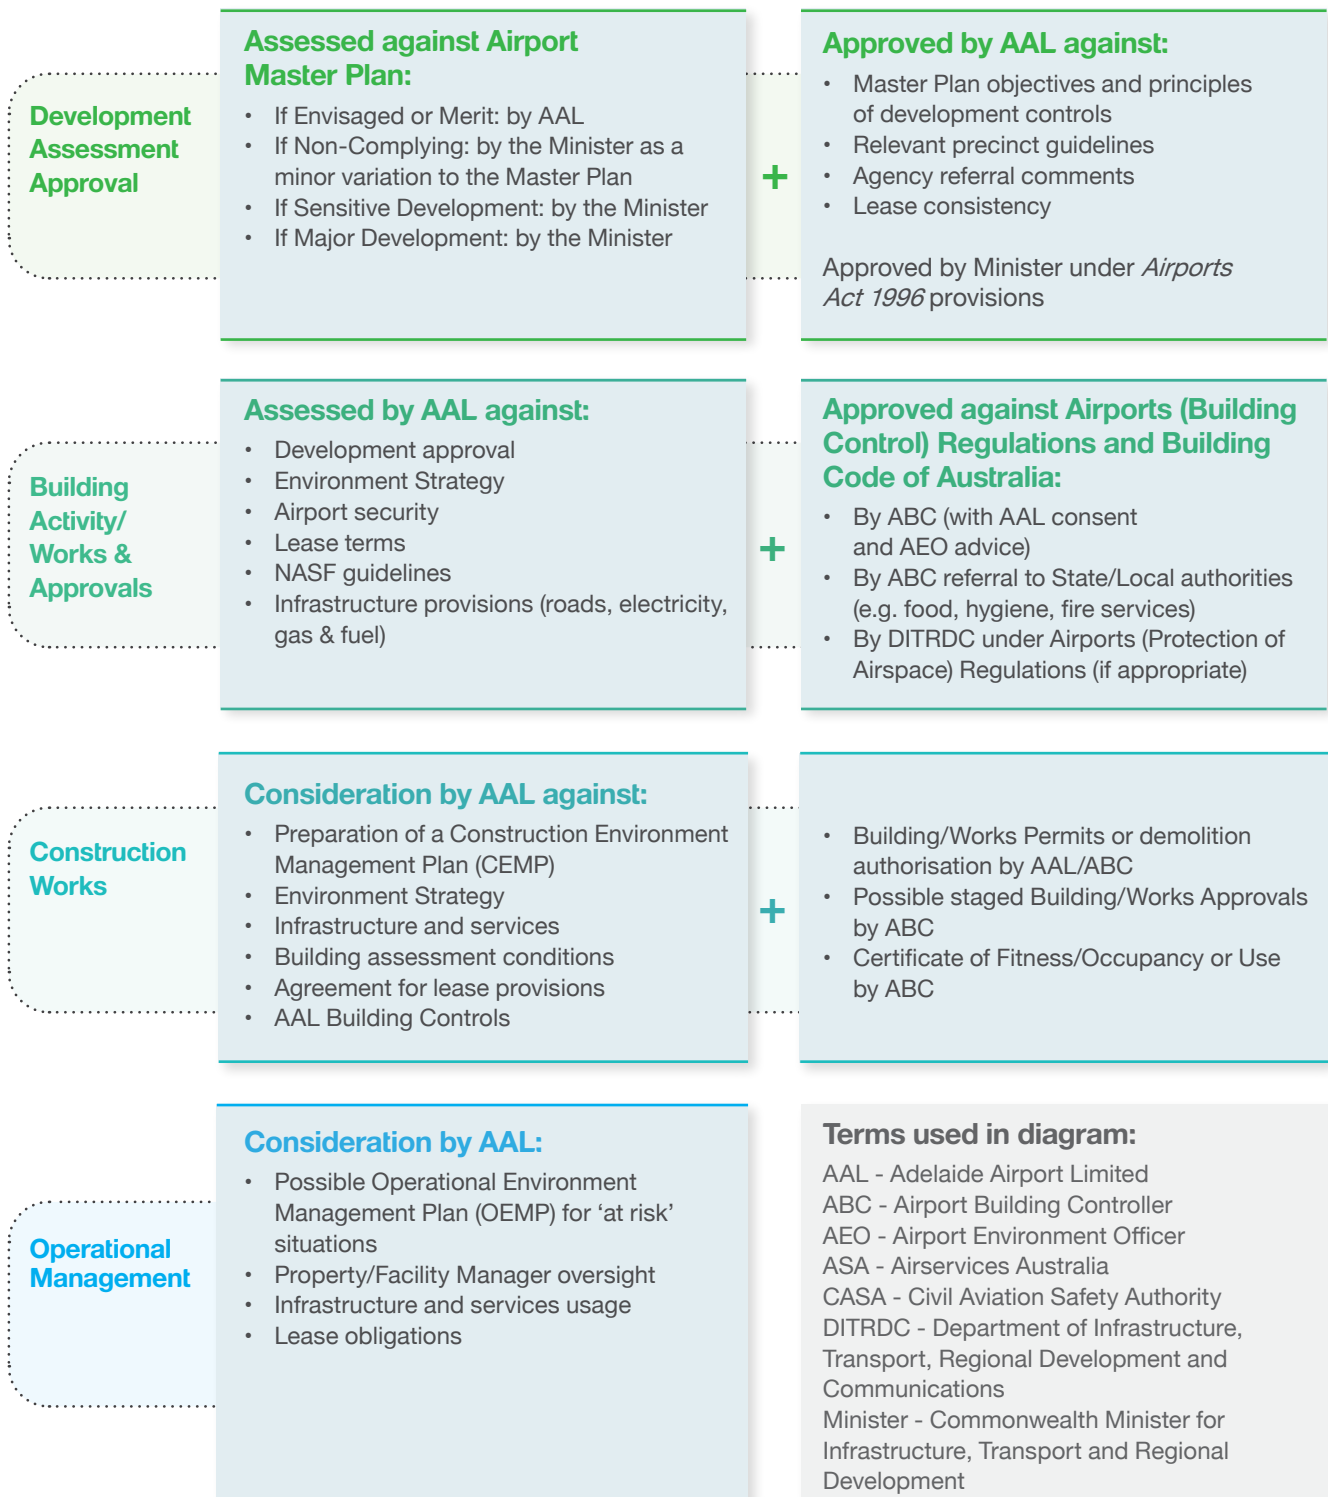 Development
Assessment
Approval
Assessed against Airport
Master Plan:
• If Envisaged or Merit: by AAL
• If Non-Complying: by the Minister as a
minor variation to the Master Plan
• If Sensitive Development: by the Minister
• If Major Development: by the Minister
+
Approved by AAL against:
• Master Plan objectives and principles
of development controls
• Relevant precinct guidelines
• Agency referral comments
• Lease consistency
Approved by Minister under Airports
Act 1996 provisions
Building
Activity/
Works &
Approvals
Assessed by AAL against:
• Development approval
• Environment Strategy
• Airport security
• Lease terms
• NASF guidelines
• Infrastructure provisions (roads, electricity,
gas & fuel)
+
Approved against Airports (Building
Control) Regulations and Building
Code of Australia:
• By ABC (with AAL consent
and AEO advice)
• By ABC referral to State/Local authorities
(e.g. food, hygiene, fire services)
• By DITRDC under Airports (Protection of
Airspace) Regulations (if appropriate)
Construction
Works
Consideration by AAL against:
• Preparation of a Construction Environment
Management Plan (CEMP)
• Environment Strategy
• Infrastructure and services
• Building assessment conditions
• Agreement for lease provisions
• AAL Building Controls
+
• Building/Works Permits or demolition
authorisation by AAL/ABC
• Possible staged Building/Works Approvals
by ABC
• Certificate of Fitness/Occupancy or Use
by ABC
Operational
Management
Consideration by AAL:
• Possible Operational Environment
Management Plan (OEMP) for ‘at risk’
situations
• Property/Facility Manager oversight
• Infrastructure and services usage
• Lease obligations
Terms used in diagram:
AAL - Adelaide Airport Limited
ABC - Airport Building Controller
AEO - Airport Environment Officer
ASA - Airservices Australia
CASA - Civil Aviation Safety Authority
DITRDC - Department of Infrastructure,
Transport, Regional Development and
Communications
Minister - Commonwealth Minister for
Infrastructure, Transport and Regional
Development